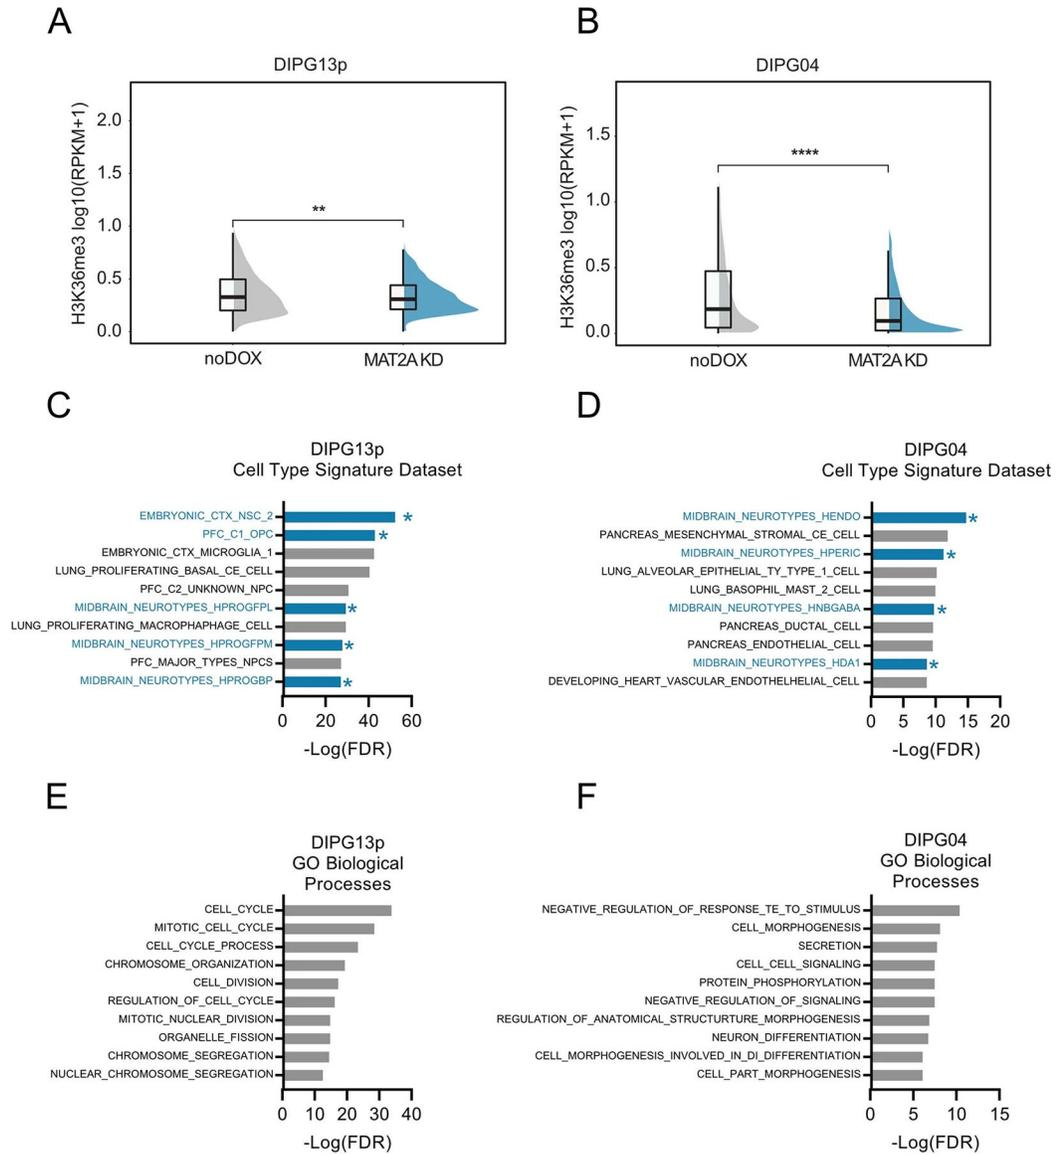 A
DIPG13p
H3K36me3 log10(RPKM+1)
2.0
1.5
1.0
0.5
0.0
**
noDOX
MAT2AKD
B
DIPG04
H3K36me3 log10(RPKM+1)
1.5
1.0
0.5
0.0
****
noDOX
MAT2AKD
C
DIPG13p
Cell Type Signature Dataset
EMBRYONIC_CTX_NSC_2 *
PFC_C1_OPC *
EMBRYONIC_CTX_MICROGLIA_1
LUNG_PROLIFERATING_BASAL_CE_CELL
PFC_C2_UNKNOWN_NPC
MIDBRAIN_NEUROTYPES_HPROGFPL *
LUNG_PROLIFERATING_MACROPHAPHAGE_CELL
MIDBRAIN_NEUROTYPES_HPROGFPM *
PFC_MAJOR_TYPES_NPCS
MIDBRAIN_NEUROTYPES_HPROGBP *
0 20 40 60
-Log(FDR)
D
DIPG04
Cell Type Signature Dataset
MIDBRAIN_NEUROTYPES_HENDO *
PANCREAS_MESENCHYMAL_STROMAL_CE_CELL
MIDBRAIN_NEUROTYPES_HPERIC *
LUNG_ALVEOLAR_EPITHELIAL_TY_TYPE_1_CELL
LUNG_BASOPHIL_MAST_2_CELL
MIDBRAIN_NEUROTYPES_HNBGABA *
PANCREAS_DUCTAL_CELL
PANCREAS_ENDOTHELIAL_CELL
MIDBRAIN_NEUROTYPES_HDA1 *
DEVELOPING_HEART_VASCULAR_ENDOTHELHELIAL_CELL
0 5 10 15 20
-Log(FDR)
E
DIPG13p
GO Biological
Processes
CELL_CYCLE
MITOTIC_CELL_CYCLE
CELL_CYCLE_PROCESS
CHROMOSOME_ORGANIZATION
CELL_DIVISION
REGULATION_OF_CELL_CYCLE
MITOTIC_NUCLEAR_DIVISION
ORGANELLE_FISSION
CHROMOSOME_SEGREGATION
NUCLEAR_CHROMOSOME_SEGREGATION
0 10 20 30 40
-Log(FDR)
F
DIPG04
GO Biological
Processes
NEGATIVE_REGULATION_OF_RESPONSE_TE_TO_STIMULUS
CELL_MORPHOGENESIS
SECRETION
CELL_CELL_SIGNALING
PROTEIN_PHOSPHORYLATION
NEGATIVE_REGULATION_OF_SIGNALING
REGULATION_OF_ANATOMICAL_STRUCTURTURE_MORPHOGENESIS
NEURON_DIFFERENTIATION
CELL_MORPHOGENESIS_INVOLVED_IN_DI_DIFFERENTIATION
CELL_PART_MORPHOGENESIS
0 5 10 15
-Log(FDR)